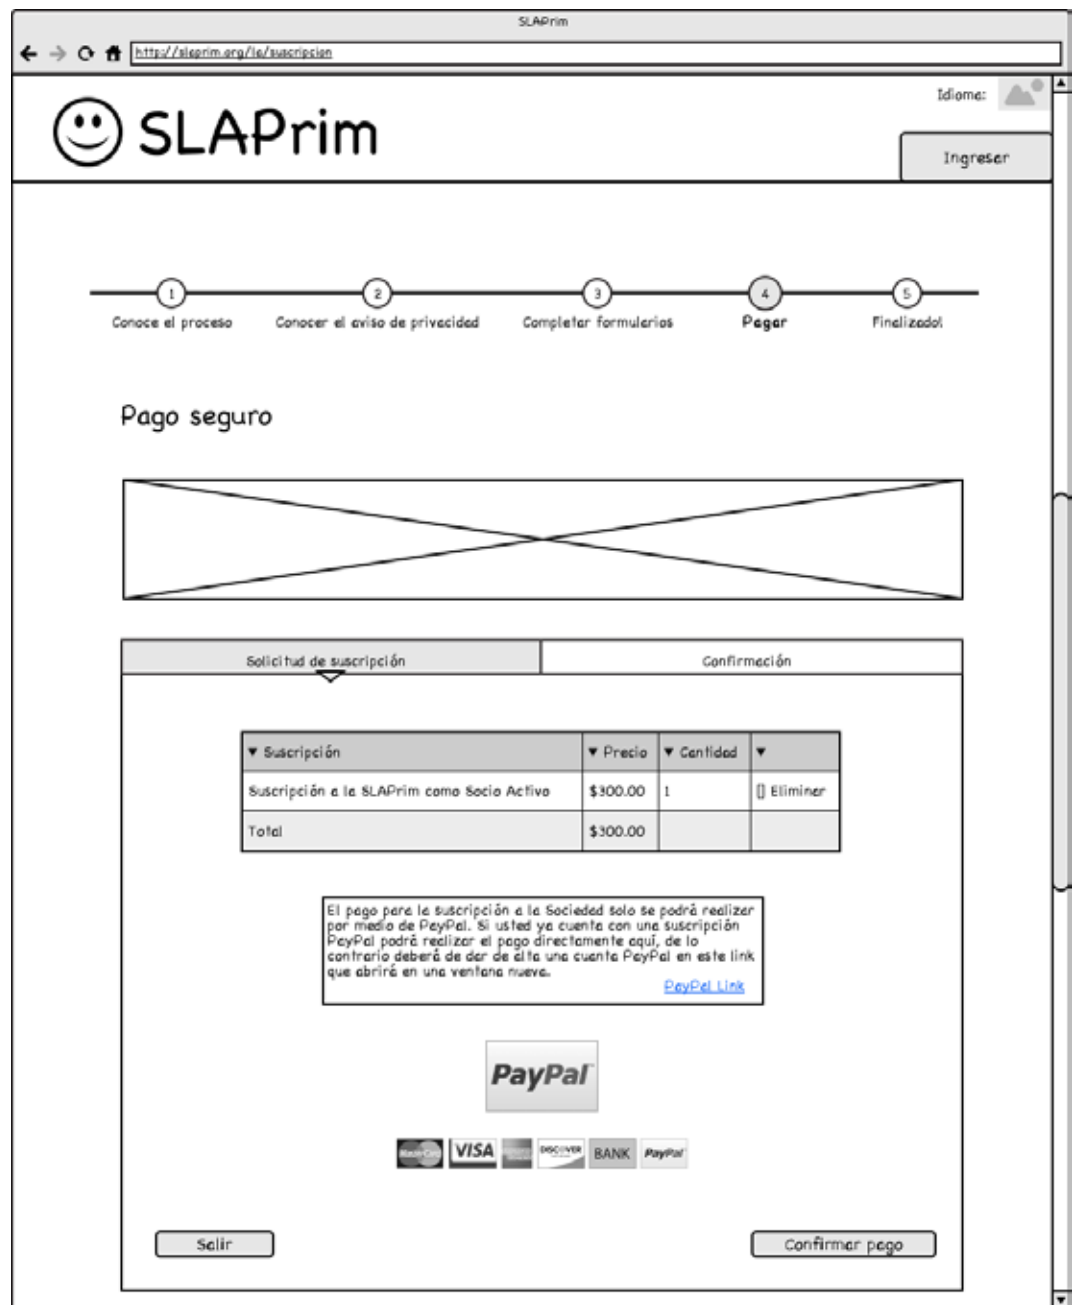 SLAPrim
http://slaprim.org/la/suscripcion
Idioma:
SLAPrim
Ingresar
1 2 3 4 5
Conoce el proceso Conocer el aviso de privacidad Completar formularios Pagar Finalizado!
Pago seguro
Solicitud de suscripción Confirmación
▼ Suscripción ▼ Precio ▼ Cantidad ▼
Suscripción a la SLAPrim como Socio Activo $300.00 1 [] Eliminar
Total $300.00
El pago para la suscripción a la Sociedad solo se podrá realizar
por medio de PayPal. Si usted ya cuenta con una suscripción
PayPal podrá realizar el pago directamente aquí, de lo
contrario deberá de dar de alta una cuenta PayPal en este link
que abrirá en una ventana nueva.
PayPal Link
PayPal
MasterCard VISA DISCOVER BANK PayPal
Salir Confirmar pago